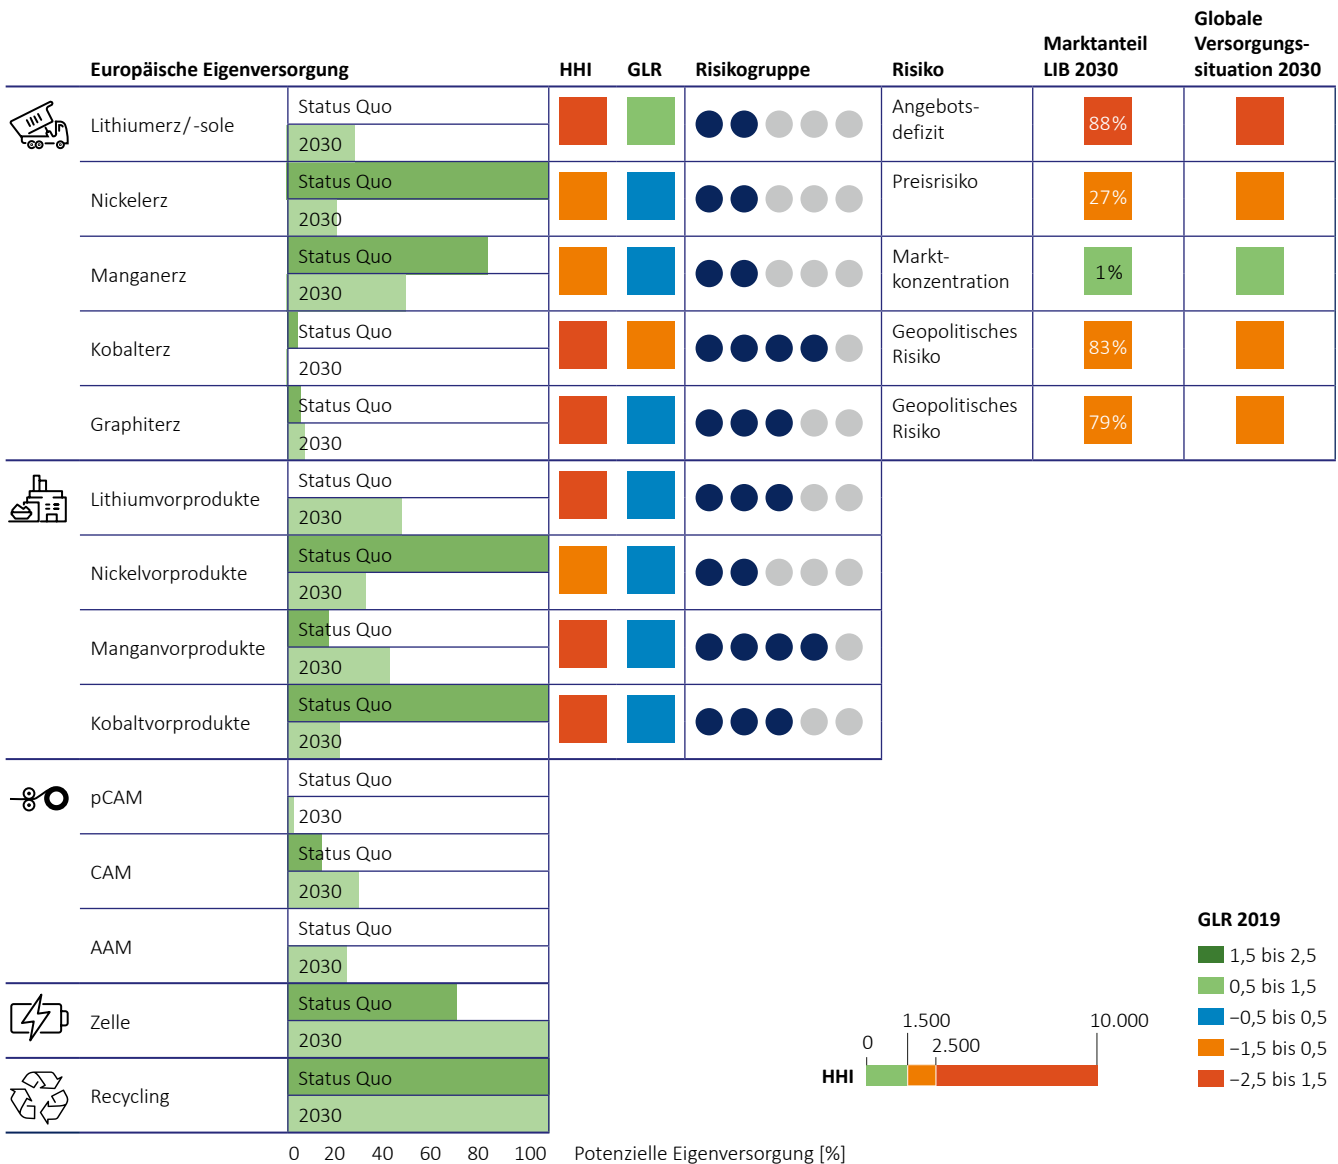 Europäische Eigenversorgung
HHI
GLR
Risikogruppe
Risiko
Marktanteil
LIB 2030
Globale
Versorgungs-
situation 2030
Lithiumerz/-sole
Status Quo
2030
Angebots-
defizit
88%
Nickelerz
Status Quo
2030
Preisrisiko
27%
Manganerz
Status Quo
2030
Markt-
konzentration
1%
Kobalterz
Status Quo
2030
Geopolitisches
Risiko
83%
Graphiterz
Status Quo
2030
Geopolitisches
Risiko
79%
Lithiumvorprodukte
Status Quo
2030
Nickelvorprodukte
Status Quo
2030
Manganvorprodukte
Status Quo
2030
Kobaltvorprodukte
Status Quo
2030
pCAM
Status Quo
2030
CAM
Status Quo
2030
AAM
Status Quo
2030
Zelle
Status Quo
2030
Recycling
Status Quo
2030
0 20 40 60 80 100
Potenzielle Eigenversorgung [%]
HHI
0
1.500
2.500
10.000
GLR 2019
1,5 bis 2,5
0,5 bis 1,5
−0,5 bis 0,5
−1,5 bis 0,5
−2,5 bis 1,5